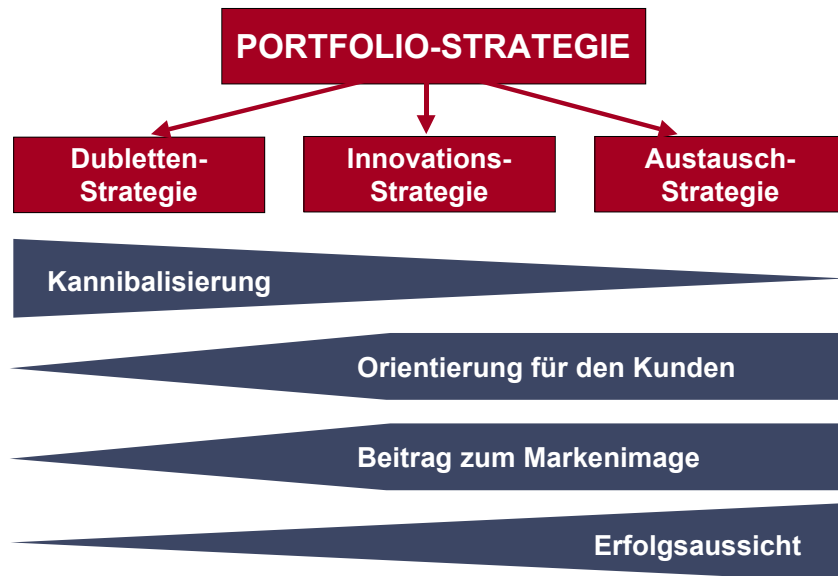 PORTFOLIO-STRATEGIE
Dubletten-
Strategie
Innovations-
Strategie
Austausch-
Strategie
Kannibalisierung
Orientierung für den Kunden
Beitrag zum Markenimage
Erfolgsaussicht